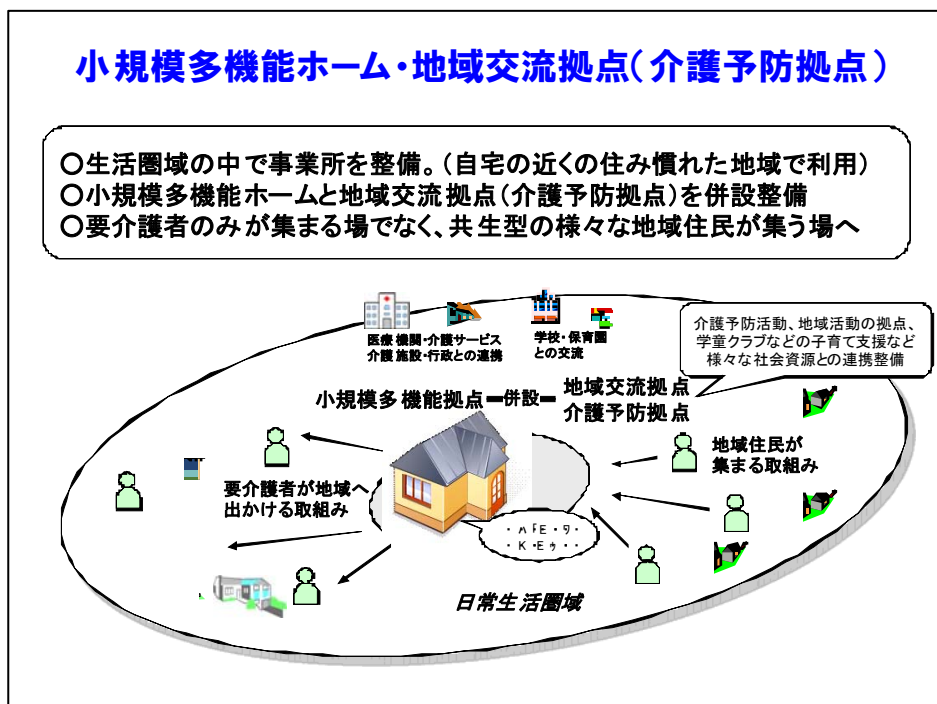 小規模多機能ホーム・地域交流拠点（介護予防拠点）
○生活圏域の中で事業所を整備。（自宅の近くの住み慣れた地域で利用）
○小規模多機能ホームと地域交流拠点（介護予防拠点）を併設整備
○要介護者のみが集まる場でなく、共生型の様々な地域住民が集う場へ
医療機関・介護サービス
介護施設・行政との連携
学校・保育園
との交流
介護予防活動、地域活動の拠点、
学童クラブなどの子育て支援など
様々な社会資源との連携整備
小規模多機能拠点
併設
地域交流拠点
介護予防拠点
要介護者が地域へ
出かける取組み
地域住民が
集まる取組み
日常生活圏域